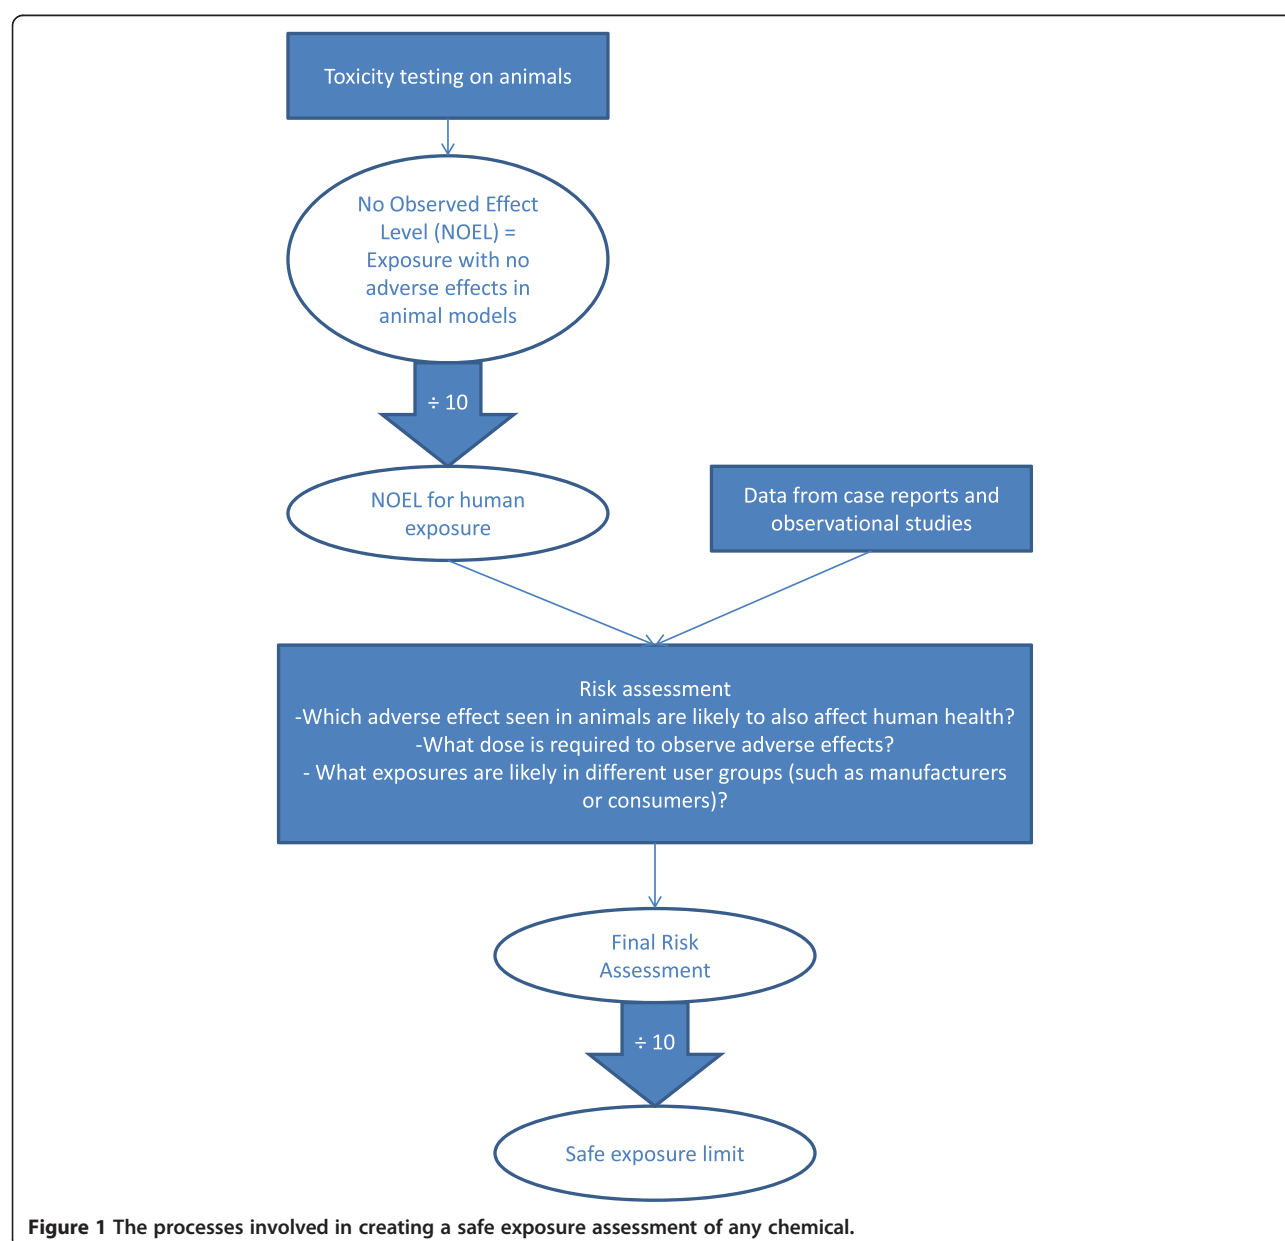 Toxicity testing on animals
No Observed Effect
Level (NOEL) =
Exposure with no
adverse effects in
animal models
÷ 10
NOEL for human
exposure
Data from case reports and
observational studies
Risk assessment
-Which adverse effect seen in animals are likely to also affect human health?
-What dose is required to observe adverse effects?
- What exposures are likely in different user groups (such as manufacturers
or consumers)?
Final Risk
Assessment
÷ 10
Safe exposure limit
Figure 1 The processes involved in creating a safe exposure assessment of any chemical.